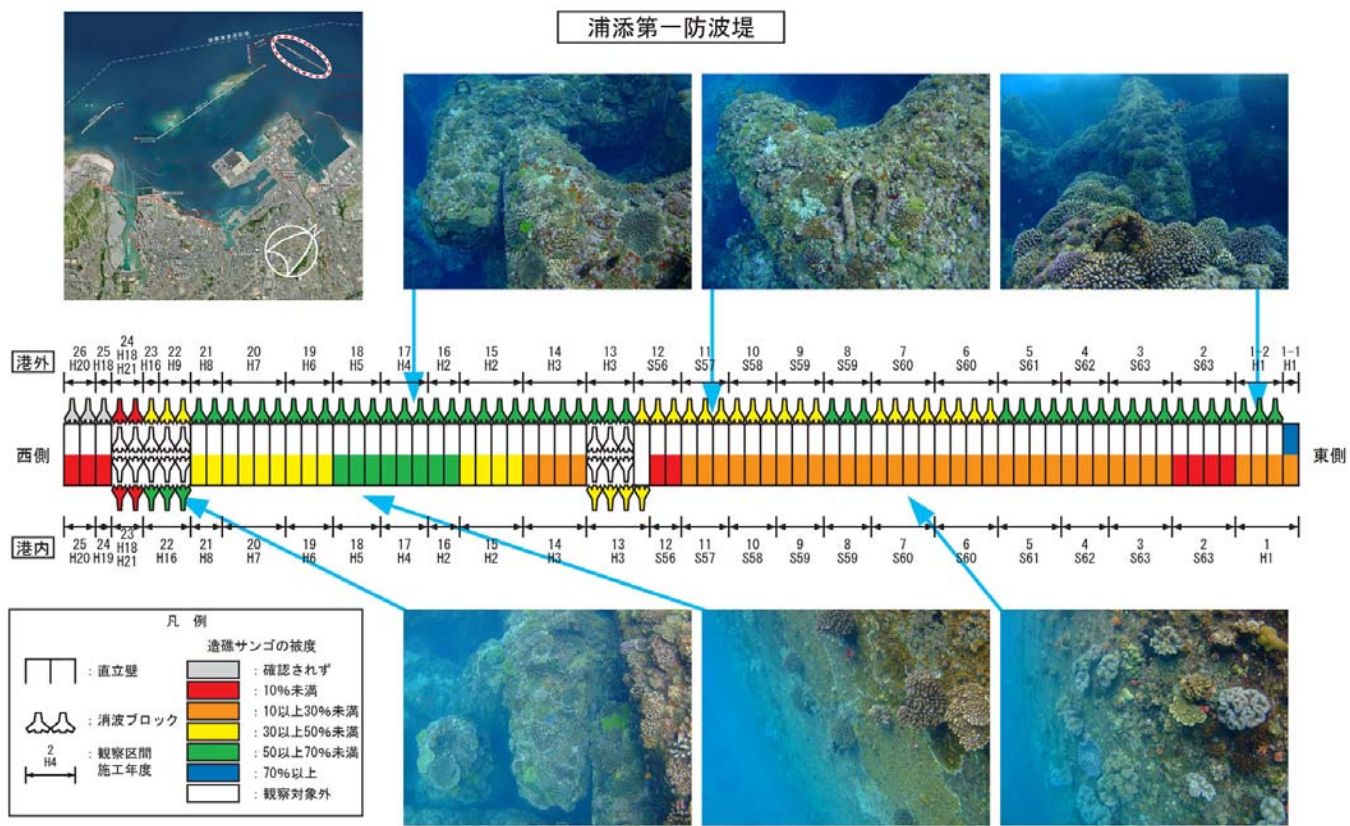 浦添第一防波堤
港外
26 25 24 23 22 21 20 19 18 17 16 15 14 13 12 11 10 9 8 7 6 5 4 3 2 1-2 1-1
H20 H18 H18 H16 H9 H8 H7 H6 H5 H4 H2 H2 H3 H3 S56 S57 S58 S59 S59 S60 S60 S61 S62 S63 S63 H1 H1
H21
西側
東側
港内
25 24 23 22 21 20 19 18 17 16 15 14 13 12 11 10 9 8 7 6 5 4 3 2 1
H20 H19 H18 H16 H8 H7 H6 H5 H4 H2 H2 H3 H3 S56 S57 S58 S59 S59 S60 S60 S61 S62 S63 S63 H1
H21
凡 例
造礁サンゴの被度
：直立壁
：消波ブロック
2
H4
：観察区間
施工年度
：確認されず
：10%未満
：10以上30%未満
：30以上50%未満
：50以上70%未満
：70%以上
：観察対象外